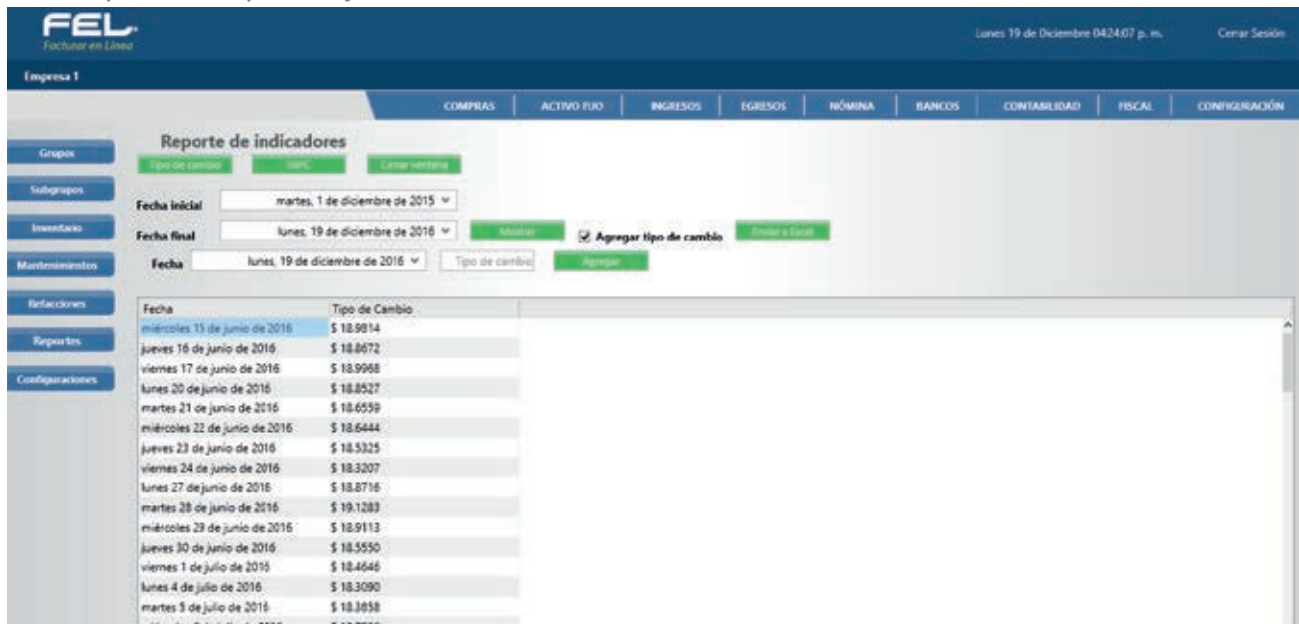 FEL
Facturar en Línea
Lunes 19 de Diciembre 04:24:07 p. m.
Cerrar Sesión
Empresa 1
COMPRAS
ACTIVO FIJO
INGRESOS
EGRESOS
NÓMINA
BANCOS
CONTABILIDAD
FISCAL
CONFIGURACIÓN
Grupos
Subgrupos
Inventario
Mantenimientos
Refacciones
Reportes
Configuraciones
Reporte de indicadores
Tipo de cambio
INPC
Cerrar ventana
Fecha inicial martes, 1 de diciembre de 2015
Fecha final lunes, 19 de diciembre de 2016 Mostrar Agregar tipo de cambio Enviar a Excel
Fecha lunes, 19 de diciembre de 2016 Tipo de cambio Agregar
Fecha Tipo de Cambio
miércoles 15 de junio de 2016 $ 18.9814
jueves 16 de junio de 2016 $ 18.8672
viernes 17 de junio de 2016 $ 18.9968
lunes 20 de junio de 2016 $ 18.8527
martes 21 de junio de 2016 $ 18.6559
miércoles 22 de junio de 2016 $ 18.6444
jueves 23 de junio de 2016 $ 18.5325
viernes 24 de junio de 2016 $ 18.3207
lunes 27 de junio de 2016 $ 18.8716
martes 28 de junio de 2016 $ 19.1283
miércoles 29 de junio de 2016 $ 18.9113
jueves 30 de junio de 2016 $ 18.5550
viernes 1 de julio de 2016 $ 18.4646
lunes 4 de julio de 2016 $ 18.3090
martes 5 de julio de 2016 $ 18.3858